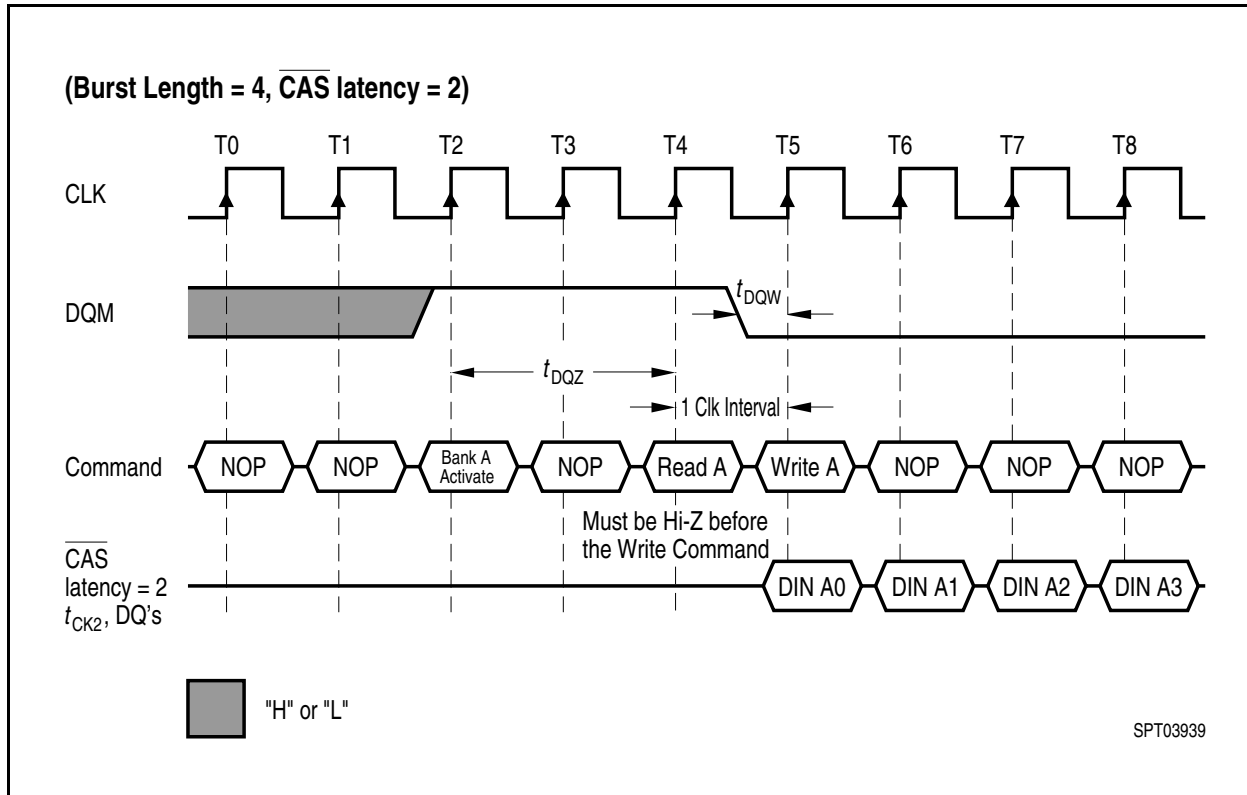 (Burst Length = 4, CAS latency = 2)
T0 T1 T2 T3 T4 T5 T6 T7 T8
CLK
DQM
tDQW
tDQZ
1 Clk Interval
Command NOP NOP Bank A Activate NOP Read A Write A NOP NOP NOP
Must be Hi-Z before
the Write Command
CAS
latency = 2
tCK2, DQ's
DIN A0 DIN A1 DIN A2 DIN A3
"H" or "L"
SPT03939